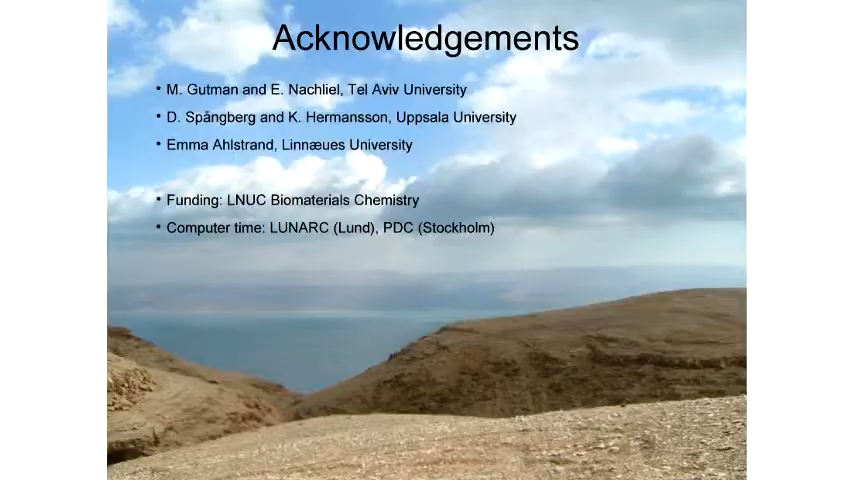 Acknowledgements
• M. Gutman and E. Nachliel, Tel Aviv University
• D. Spångberg and K. Hermansson, Uppsala University
• Emma Ahlstrand, Linnæues University
• Funding: LNUC Biomaterials Chemistry
• Computer time: LUNARC (Lund), PDC (Stockholm)